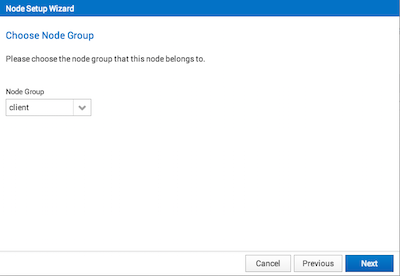 Node Setup Wizard
Choose Node Group
Please choose the node group that this node belongs to.
Node Group
client
Cancel
Previous
Next